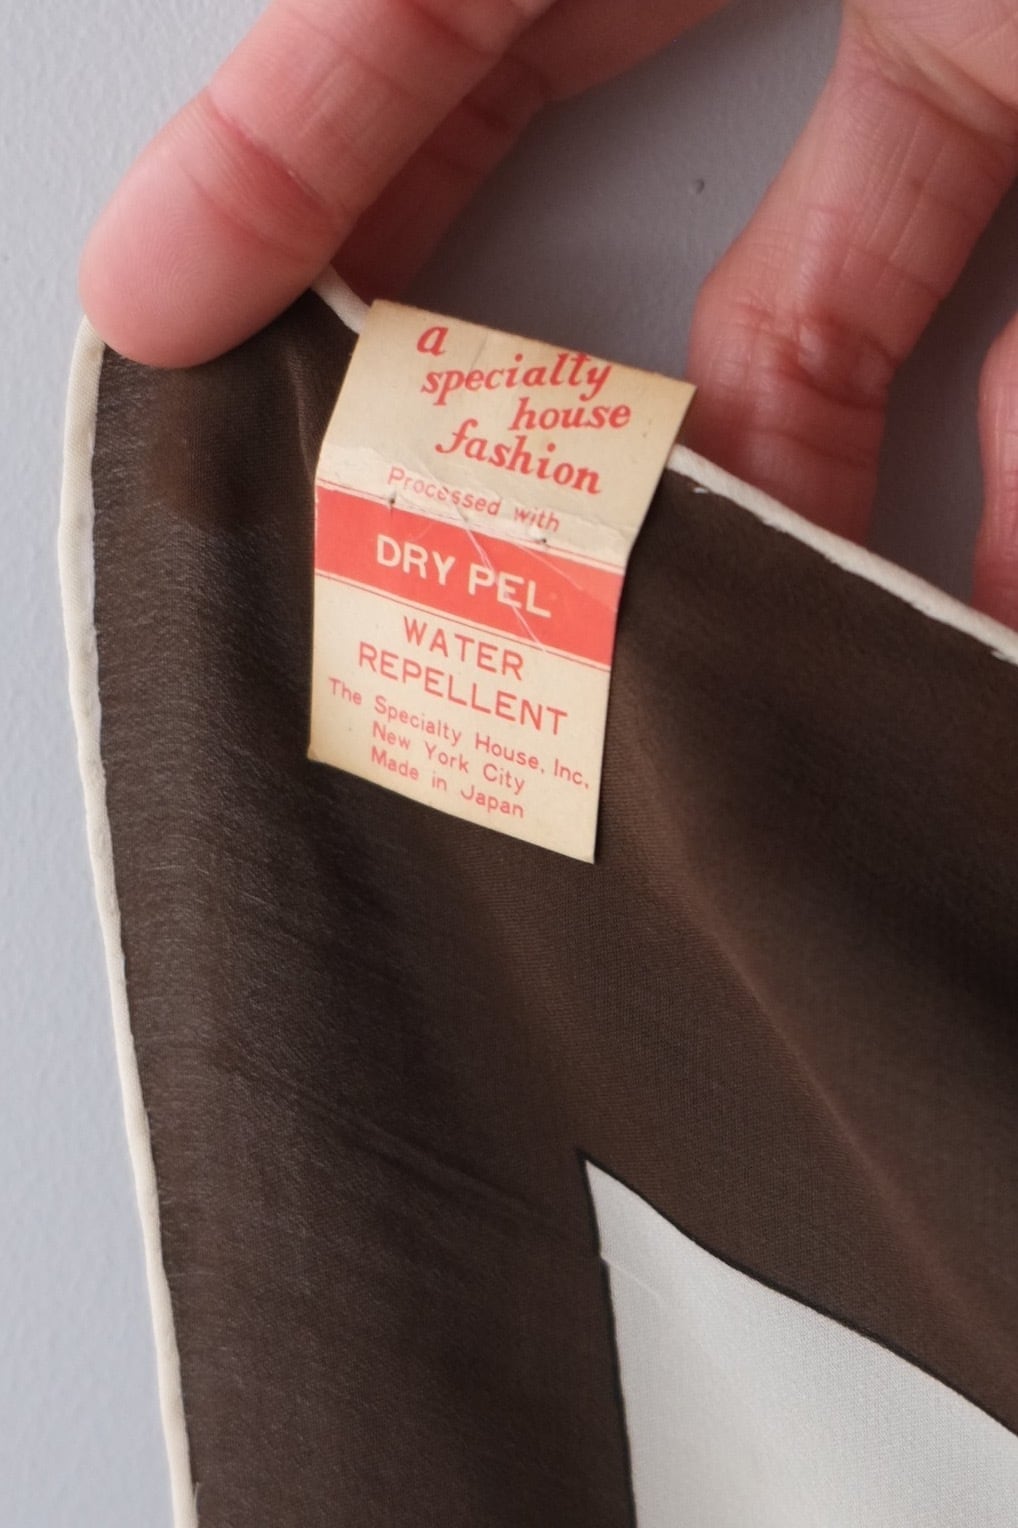 a
specialty
house
fashion
Processed with
DRY PEL
WATER
REPELLENT
The Specialty House, Inc.
New York City
Made in Japan